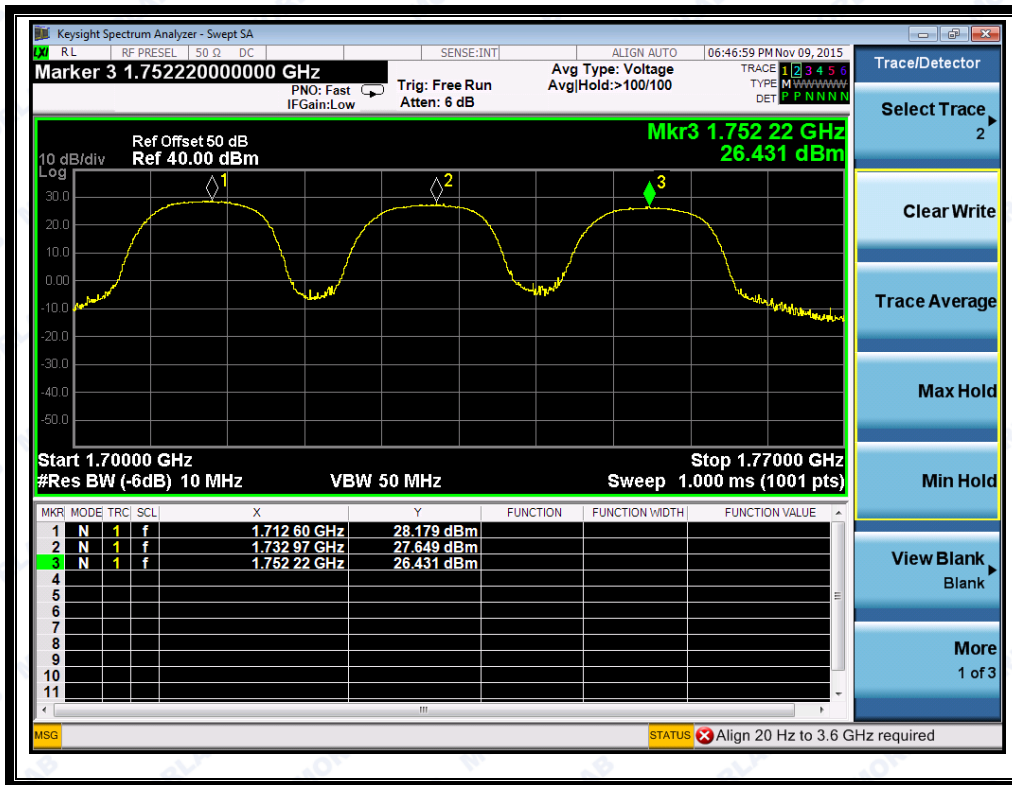 Keysight Spectrum Analyzer - Swept SA
LXI RL RF PRESEL 50 Ω DC SENSE:INT ALIGN AUTO 06:46:59 PM Nov 09, 2015
Marker 3 1.752220000000 GHz
PNO: Fast
IFGain:Low
Trig: Free Run
Atten: 6 dB
Avg Type: Voltage
Avg|Hold:>100/100
TRACE 1 2 3 4 5 6
TYPE M W W W W W
DET P P N N N N
Mkr3 1.752 22 GHz
26.431 dBm
Ref Offset 50 dB
10 dB/div Ref 40.00 dBm
Log
30.0
20.0
10.0
0.00
-10.0
-20.0
-30.0
-40.0
-50.0
1
2
3
Start 1.70000 GHz Stop 1.77000 GHz
#Res BW (-6dB) 10 MHz VBW 50 MHz Sweep 1.000 ms (1001 pts)
MKR MODE TRC SCL X Y FUNCTION FUNCTION WIDTH FUNCTION VALUE
1 N 1 f 1.712 60 GHz 28.179 dBm
2 N 1 f 1.732 97 GHz 27.649 dBm
3 N 1 f 1.752 22 GHz 26.431 dBm
4
5
6
7
8
9
10
11
MSG STATUS Align 20 Hz to 3.6 GHz required
Trace/Detector
Select Trace
2
Clear Write
Trace Average
Max Hold
Min Hold
View Blank
Blank
More
1 of 3